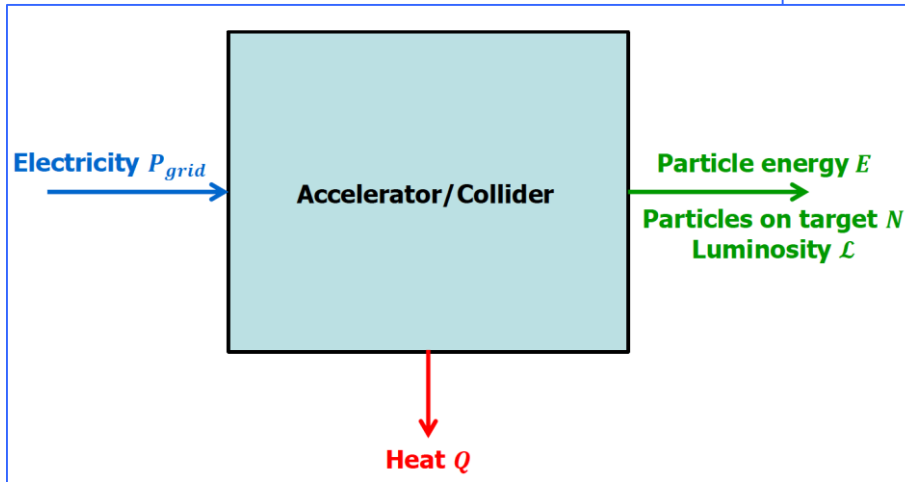 Electricity P_grid
Accelerator/Collider
Particle energy E
Particles on target N
Luminosity ℒ
Heat Q